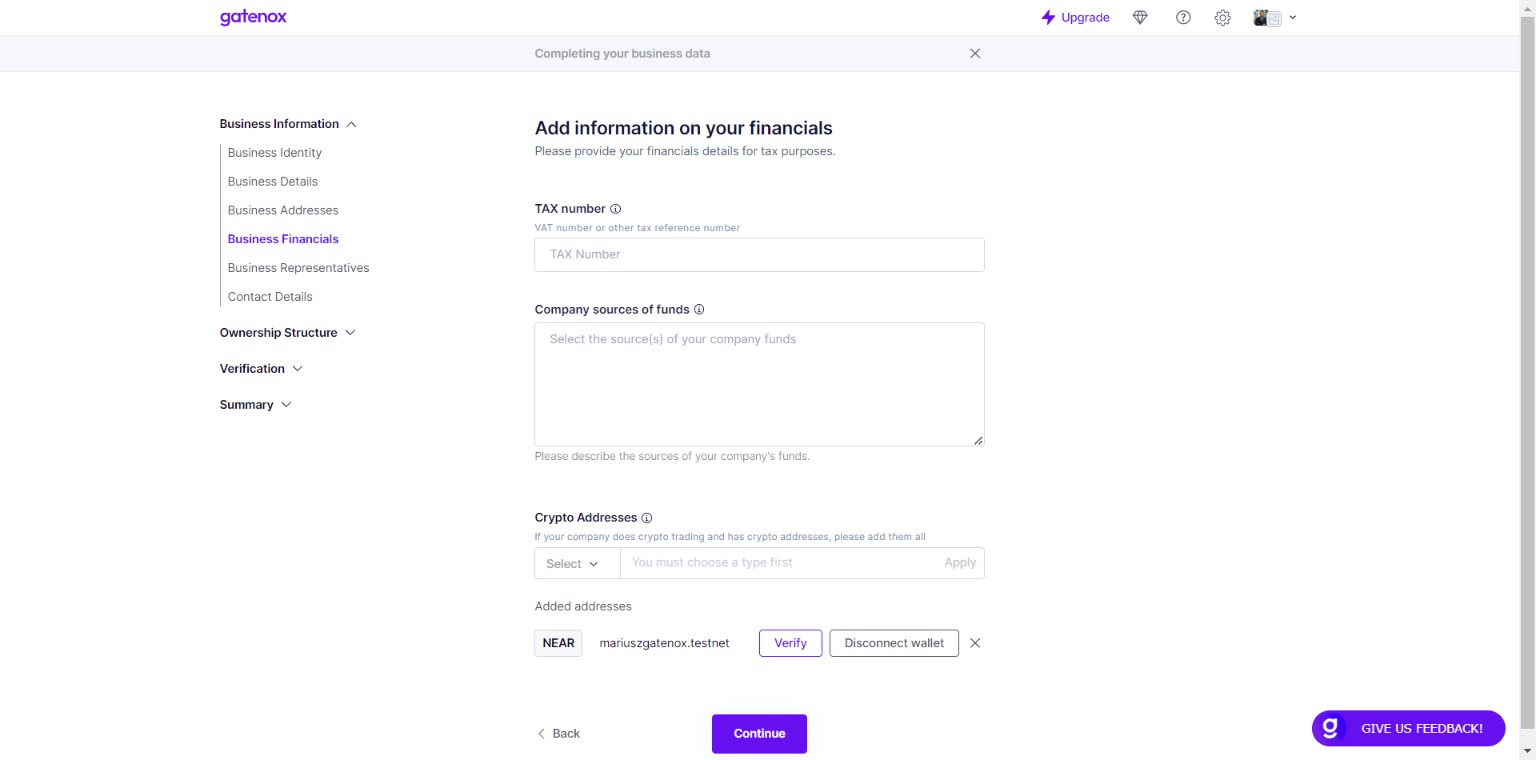 gatenox
Upgrade
Completing your business data
Business Information
Business Identity
Business Details
Business Addresses
Business Financials
Business Representatives
Contact Details
Ownership Structure
Verification
Summary
Add information on your financials
Please provide your financials details for tax purposes.
TAX number
VAT number or other tax reference number
TAX Number
Company sources of funds
Select the source(s) of your company funds
Please describe the sources of your company's funds.
Crypto Addresses
If your company does crypto trading and has crypto addresses, please add them all
Select You must choose a type first Apply
Added addresses
NEAR mariuszgatenox.testnet Verify Disconnect wallet
Back Continue
g GIVE US FEEDBACK!